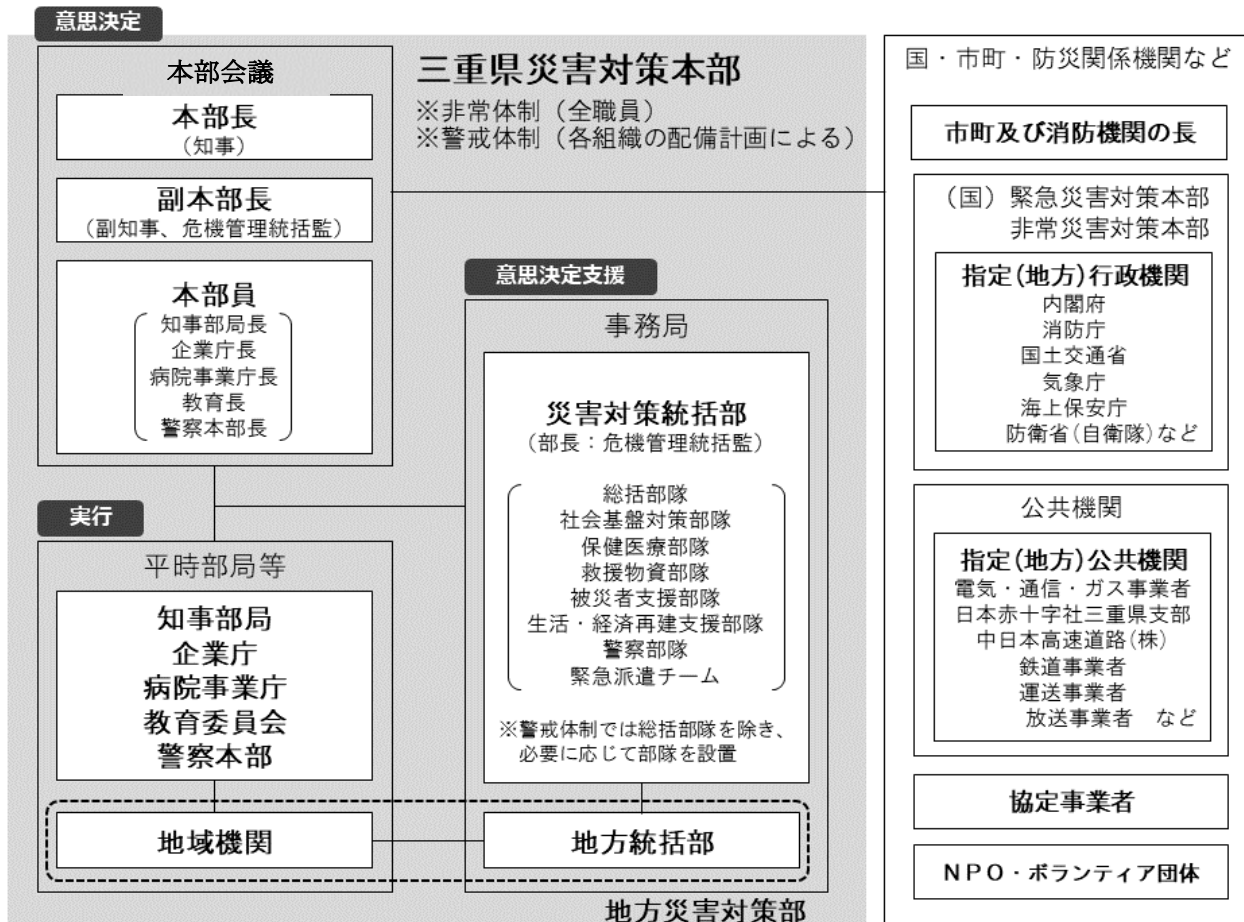 意思決定
本部会議
本部長
（知事）
副本部長
（副知事、危機管理統括監）
本部員
知事部局長
企業庁長
病院事業庁長
教育長
警察本部長
三重県災害対策本部
※非常体制（全職員）
※警戒体制（各組織の配備計画による）
意思決定支援
事務局
災害対策統括部
（部長：危機管理統括監）
総括部隊
社会基盤対策部隊
保健医療部隊
救援物資部隊
被災者支援部隊
生活・経済再建支援部隊
警察部隊
緊急派遣チーム
※警戒体制では総括部隊を除き、
必要に応じて部隊を設置
実行
平時部局等
知事部局
企業庁
病院事業庁
教育委員会
警察本部
地域機関
地方統括部
地方災害対策部
国・市町・防災関係機関など
市町及び消防機関の長
（国）緊急災害対策本部
非常災害対策本部
指定(地方)行政機関
内閣府
消防庁
国土交通省
気象庁
海上保安庁
防衛省(自衛隊)など
公共機関
指定(地方)公共機関
電気・通信・ガス事業者
日本赤十字社三重県支部
中日本高速道路(株)
鉄道事業者
運送事業者
放送事業者　など
協定事業者
ＮＰＯ・ボランティア団体